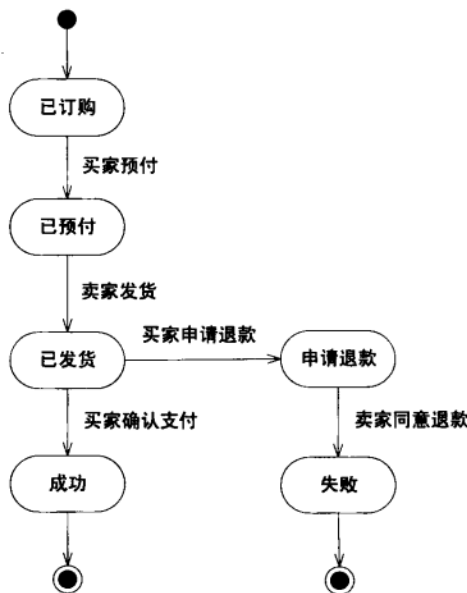 已订购
买家预付
已预付
卖家发货
买家申请退款
已发货
申请退款
买家确认支付
卖家同意退款
成功
失败